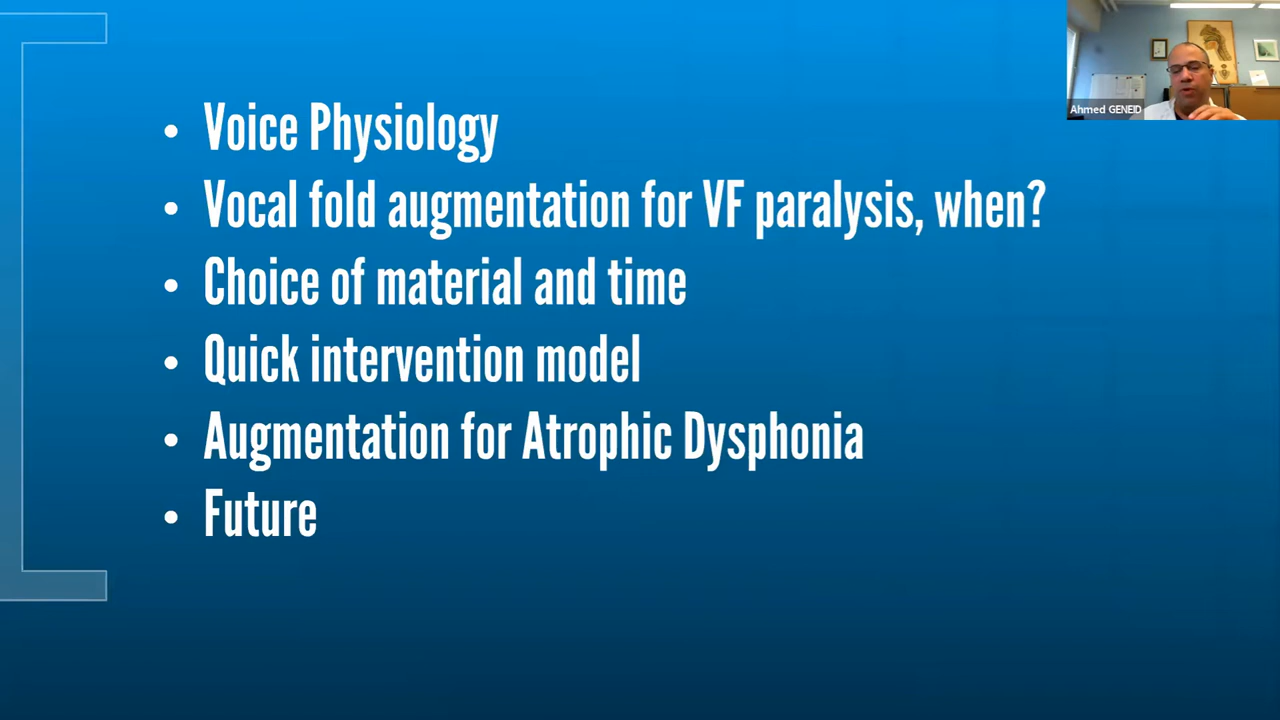 Voice Physiology
Vocal fold augmentation for VF paralysis, when?
Choice of material and time
Quick intervention model
Augmentation for Atrophic Dysphonia
Future
Ahmed GENEID